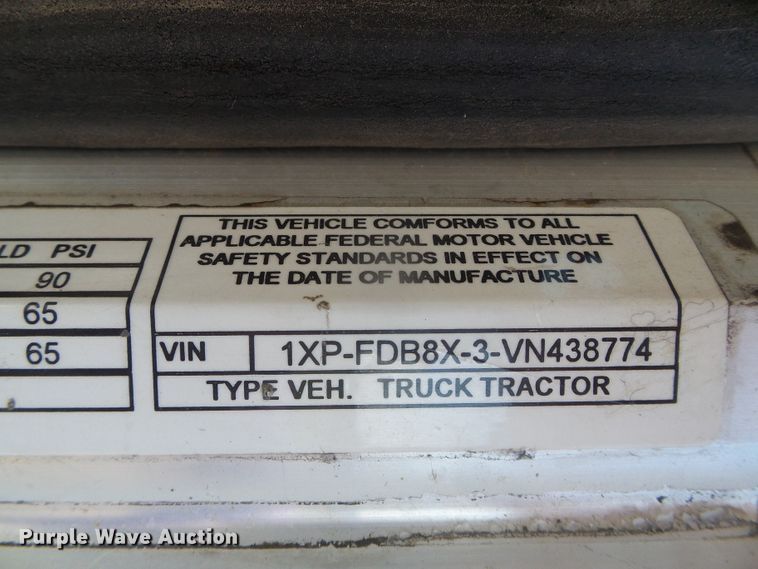 LD PSI
90
65
65
THIS VEHICLE COMFORMS TO ALL
APPLICABLE FEDERAL MOTOR VEHICLE
SAFETY STANDARDS IN EFFECT ON
THE DATE OF MANUFACTURE
VIN 1XP-FDB8X-3-VN438774
TYPE VEH. TRUCK TRACTOR
Purple Wave Auction